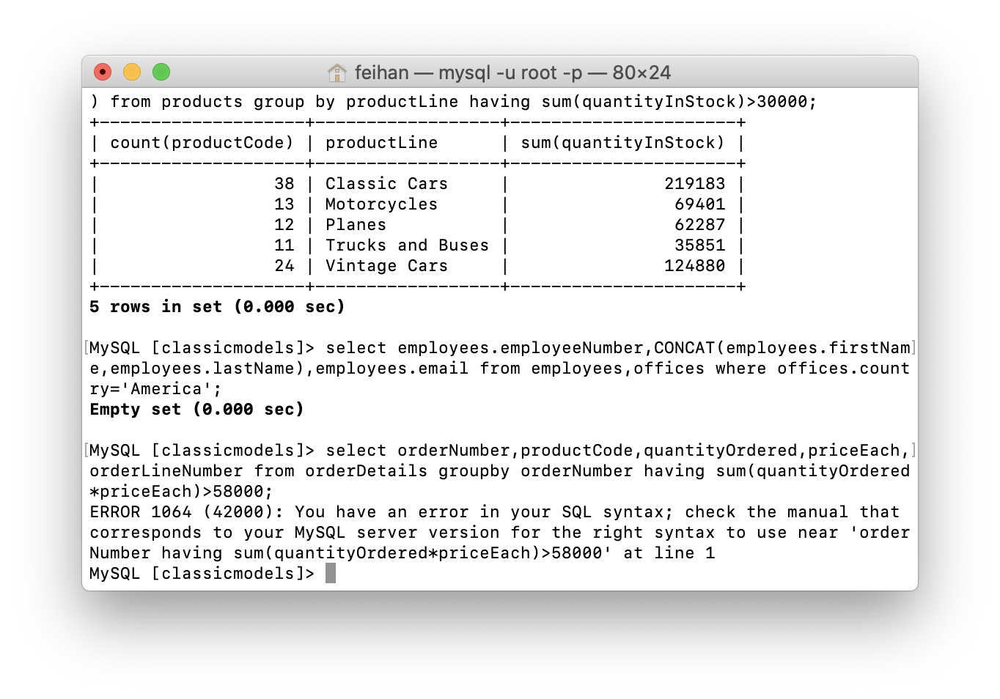 feihan — mysql -u root -p — 80×24
) from products group by productLine having sum(quantityInStock)>30000;
+--------------------+------------------+----------------------+
| count(productCode) | productLine      | sum(quantityInStock) |
+--------------------+------------------+----------------------+
|                 38 | Classic Cars     |               219183 |
|                 13 | Motorcycles      |                69401 |
|                 12 | Planes           |                62287 |
|                 11 | Trucks and Buses |                35851 |
|                 24 | Vintage Cars     |               124880 |
+--------------------+------------------+----------------------+
5 rows in set (0.000 sec)
[MySQL [classicmodels]> select employees.employeeNumber,CONCAT(employees.firstNam]
e,employees.lastName),employees.email from employees,offices where offices.count
ry='America';
Empty set (0.000 sec)
[MySQL [classicmodels]> select orderNumber,productCode,quantityOrdered,priceEach,]
orderLineNumber from orderDetails groupby orderNumber having sum(quantityOrdered
*priceEach)>58000;
ERROR 1064 (42000): You have an error in your SQL syntax; check the manual that
corresponds to your MySQL server version for the right syntax to use near 'order
Number having sum(quantityOrdered*priceEach)>58000' at line 1
MySQL [classicmodels]>